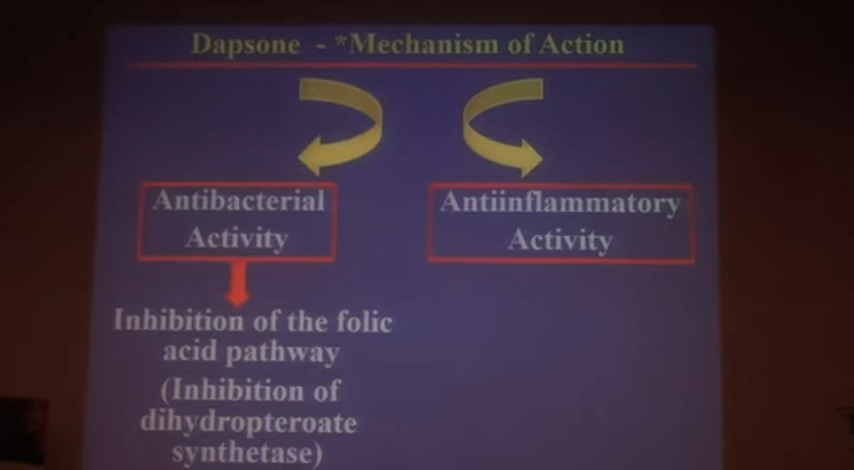 Dapsone - *Mechanism of Action
Antibacterial
Activity
Antiinflammatory
Activity
Inhibition of the folic
acid pathway
(Inhibition of
dihydropteroate
synthetase)